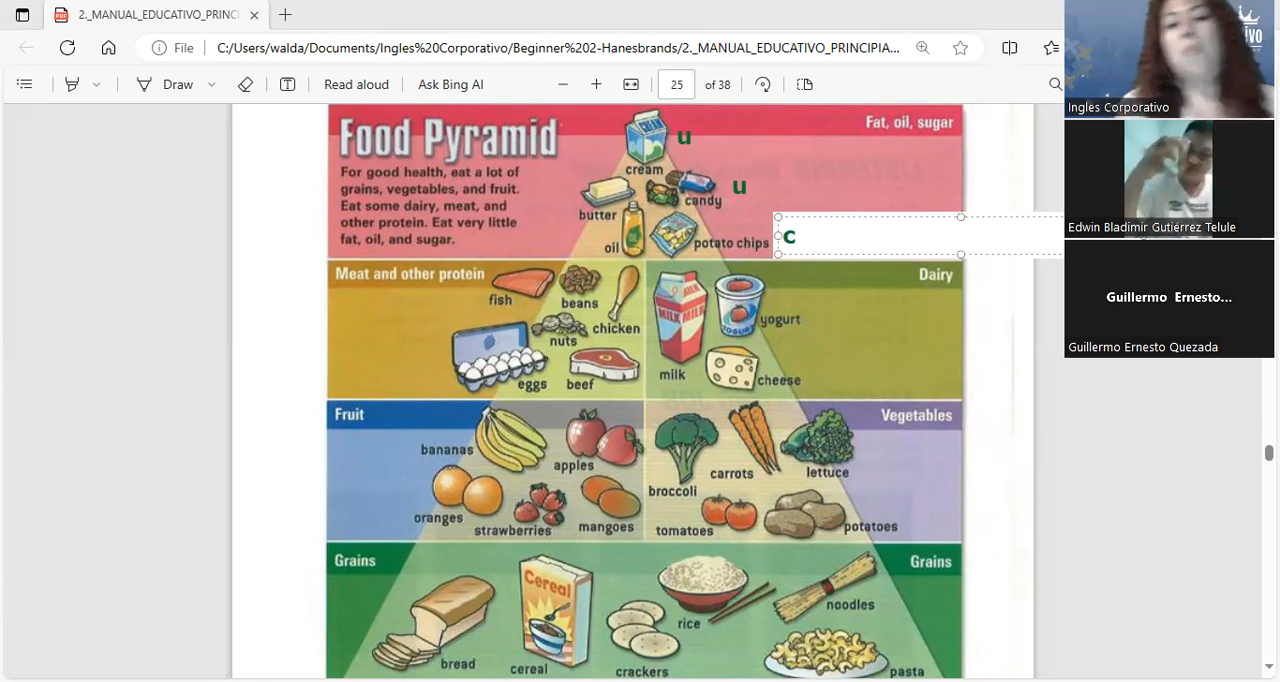 2._MANUAL_EDUCATIVO_PRINCI
File
C:/Users/walda/Documents/Ingles%20Corporativo/Beginner%202-Hanesbrands/2._MANUAL_EDUCATIVO_PRINCIPIA...
Draw
Read aloud
Ask Bing AI
25 of 38
Food Pyramid
Fat, oil, sugar
For good health, eat a lot of
grains, vegetables, and fruit.
Eat some dairy, meat, and
other protein. Eat very little
fat, oil, and sugar.
cream
u
candy
u
butter
oil
potato chips
c
Meat and other protein
Dairy
fish
beans
chicken
nuts
eggs
beef
MILK
MILK
milk
YOGURT
yogurt
cheese
Fruit
Vegetables
bananas
apples
oranges
strawberries
mangoes
broccoli
carrots
lettuce
tomatoes
potatoes
Grains
Grains
bread
Cereal
cereal
crackers
rice
noodles
pasta
Ingles Corporativo
Edwin Bladimir Gutiérrez Telule
Guillermo Ernesto...
Guillermo Ernesto Quezada